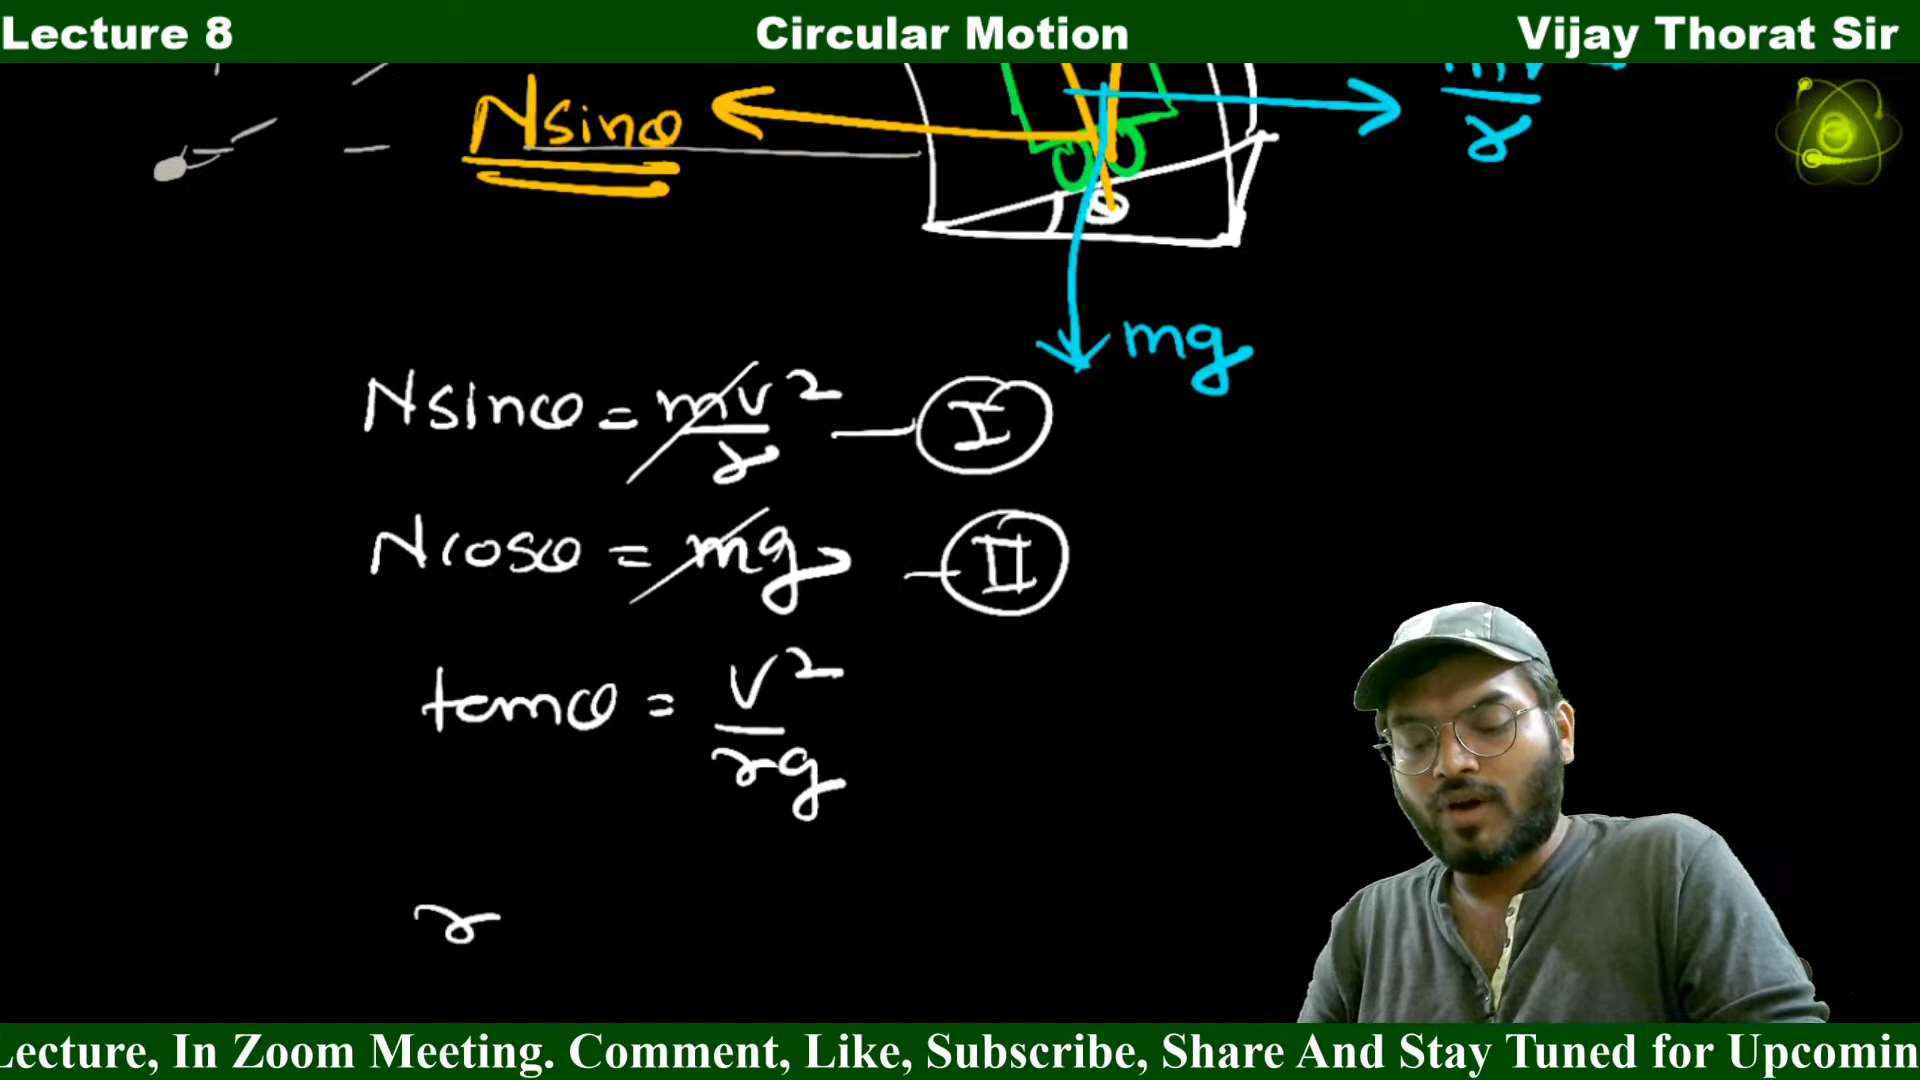 Lecture 8
Circular Motion
Vijay Thorat Sir
Nsinθ
r
mg
Nsinθ = mv²/r — I
Ncosθ = mg — II
tanθ = v²/rg
r
Lecture, In Zoom Meeting. Comment, Like, Subscribe, Share And Stay Tuned for